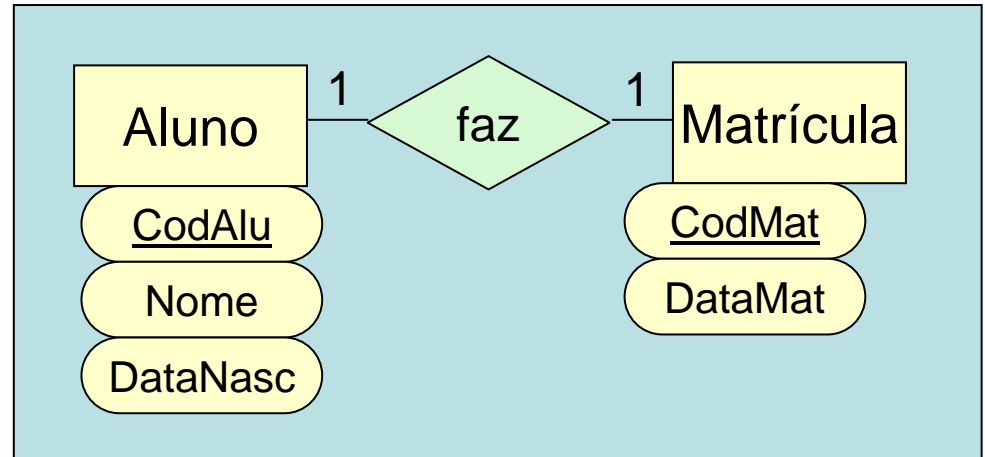 Aluno
1
faz
1
Matrícula
CodAlu
Nome
DataNasc
CodMat
DataMat